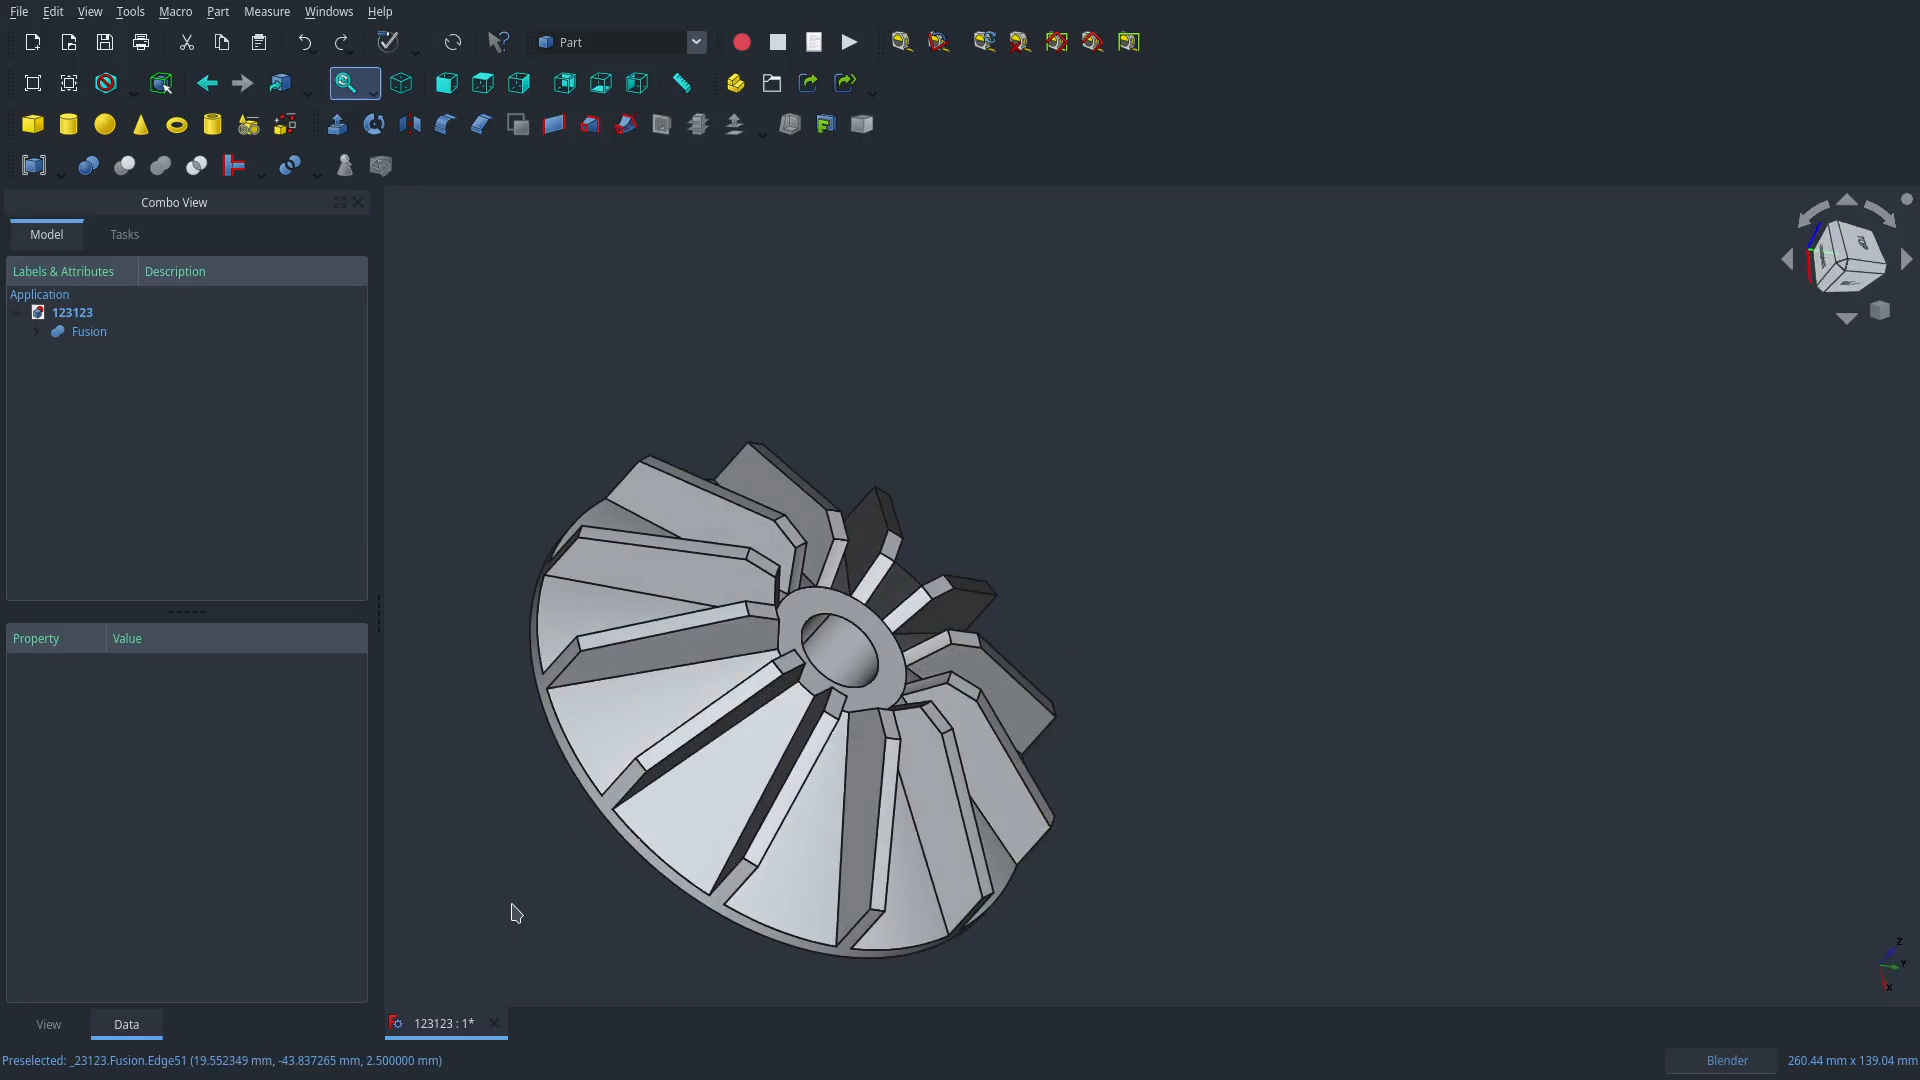 File Edit View Tools Macro Part Measure Windows Help
Part
Combo View
Model Tasks
Labels & Attributes Description
Application
123123
Fusion
TOP
Property Value
Z
Y
X
View Data
123123 : 1*
Preselected: _23123.Fusion.Edge51 (19.552349 mm, -43.837265 mm, 2.500000 mm)
Blender 260.44 mm x 139.04 mm